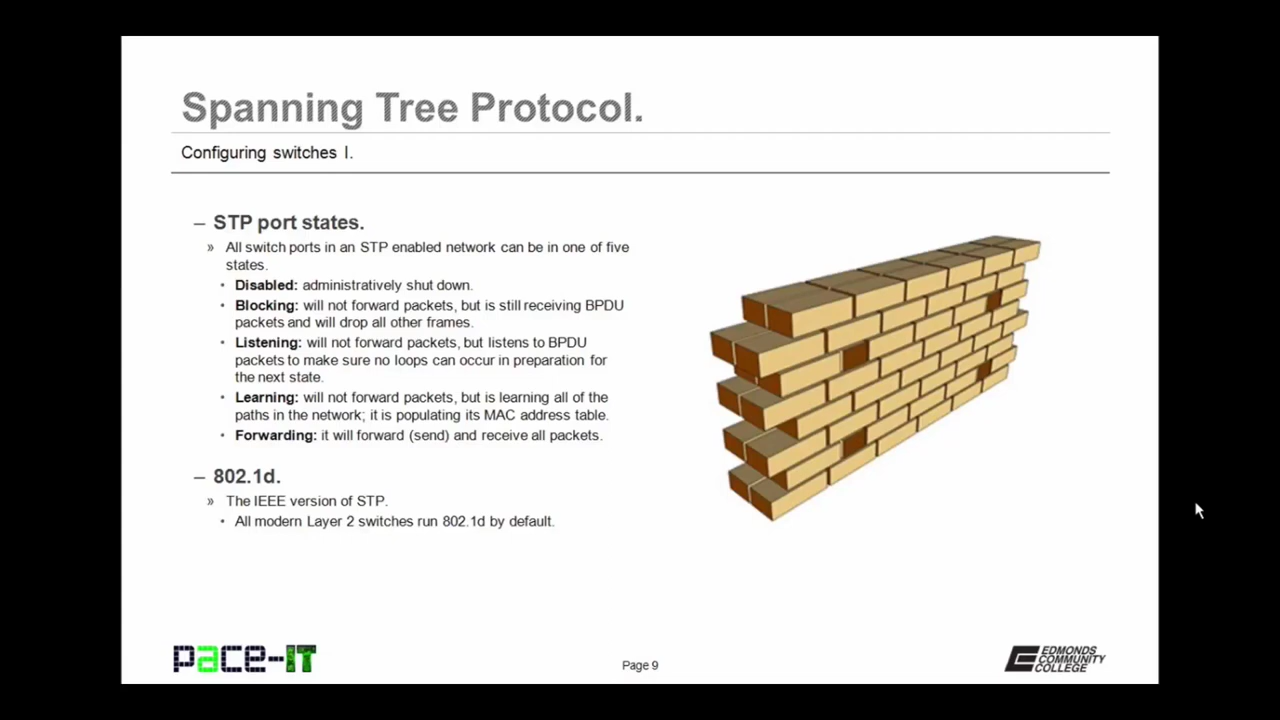 Spanning Tree Protocol.
Configuring switches I.
– STP port states.
» All switch ports in an STP enabled network can be in one of five
states.
• Disabled: administratively shut down.
• Blocking: will not forward packets, but is still receiving BPDU
packets and will drop all other frames.
• Listening: will not forward packets, but listens to BPDU
packets to make sure no loops can occur in preparation for
the next state.
• Learning: will not forward packets, but is learning all of the
paths in the network; it is populating its MAC address table.
• Forwarding: it will forward (send) and receive all packets.
– 802.1d.
» The IEEE version of STP.
• All modern Layer 2 switches run 802.1d by default.
pace-IT
Page 9
EDMONDS
COMMUNITY
COLLEGE